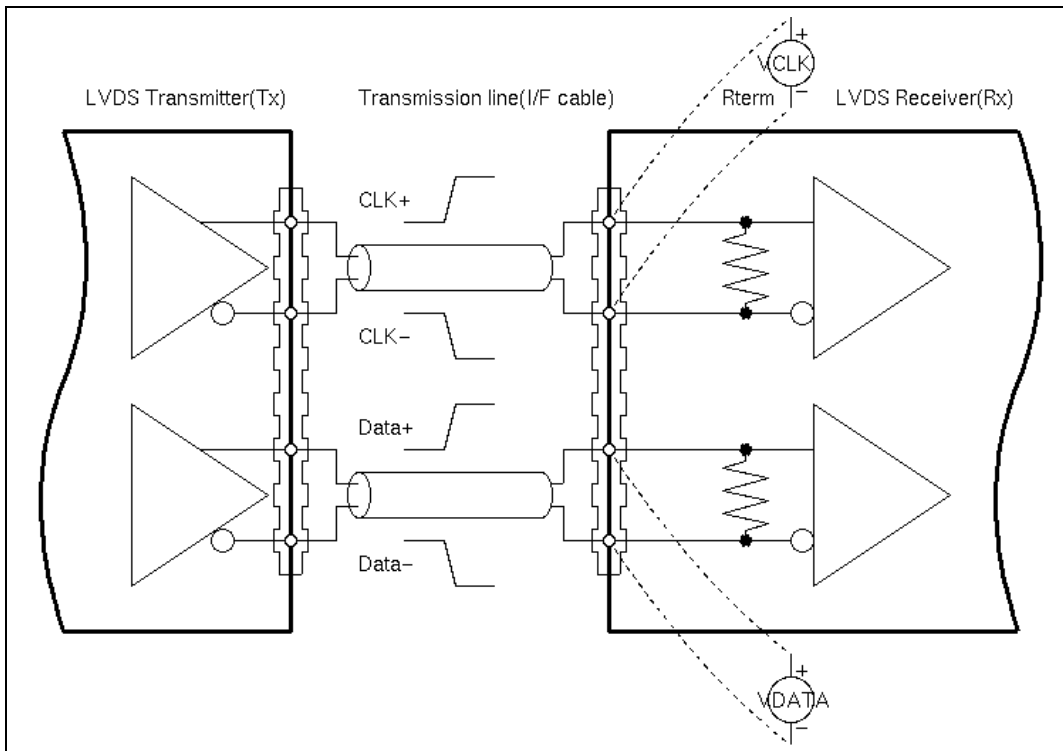 +
VCLK
−
LVDS Transmitter(Tx) Transmission line(I/F cable) Rterm LVDS Receiver(Rx)
CLK+
CLK−
Data+
Data−
+
VDATA
−